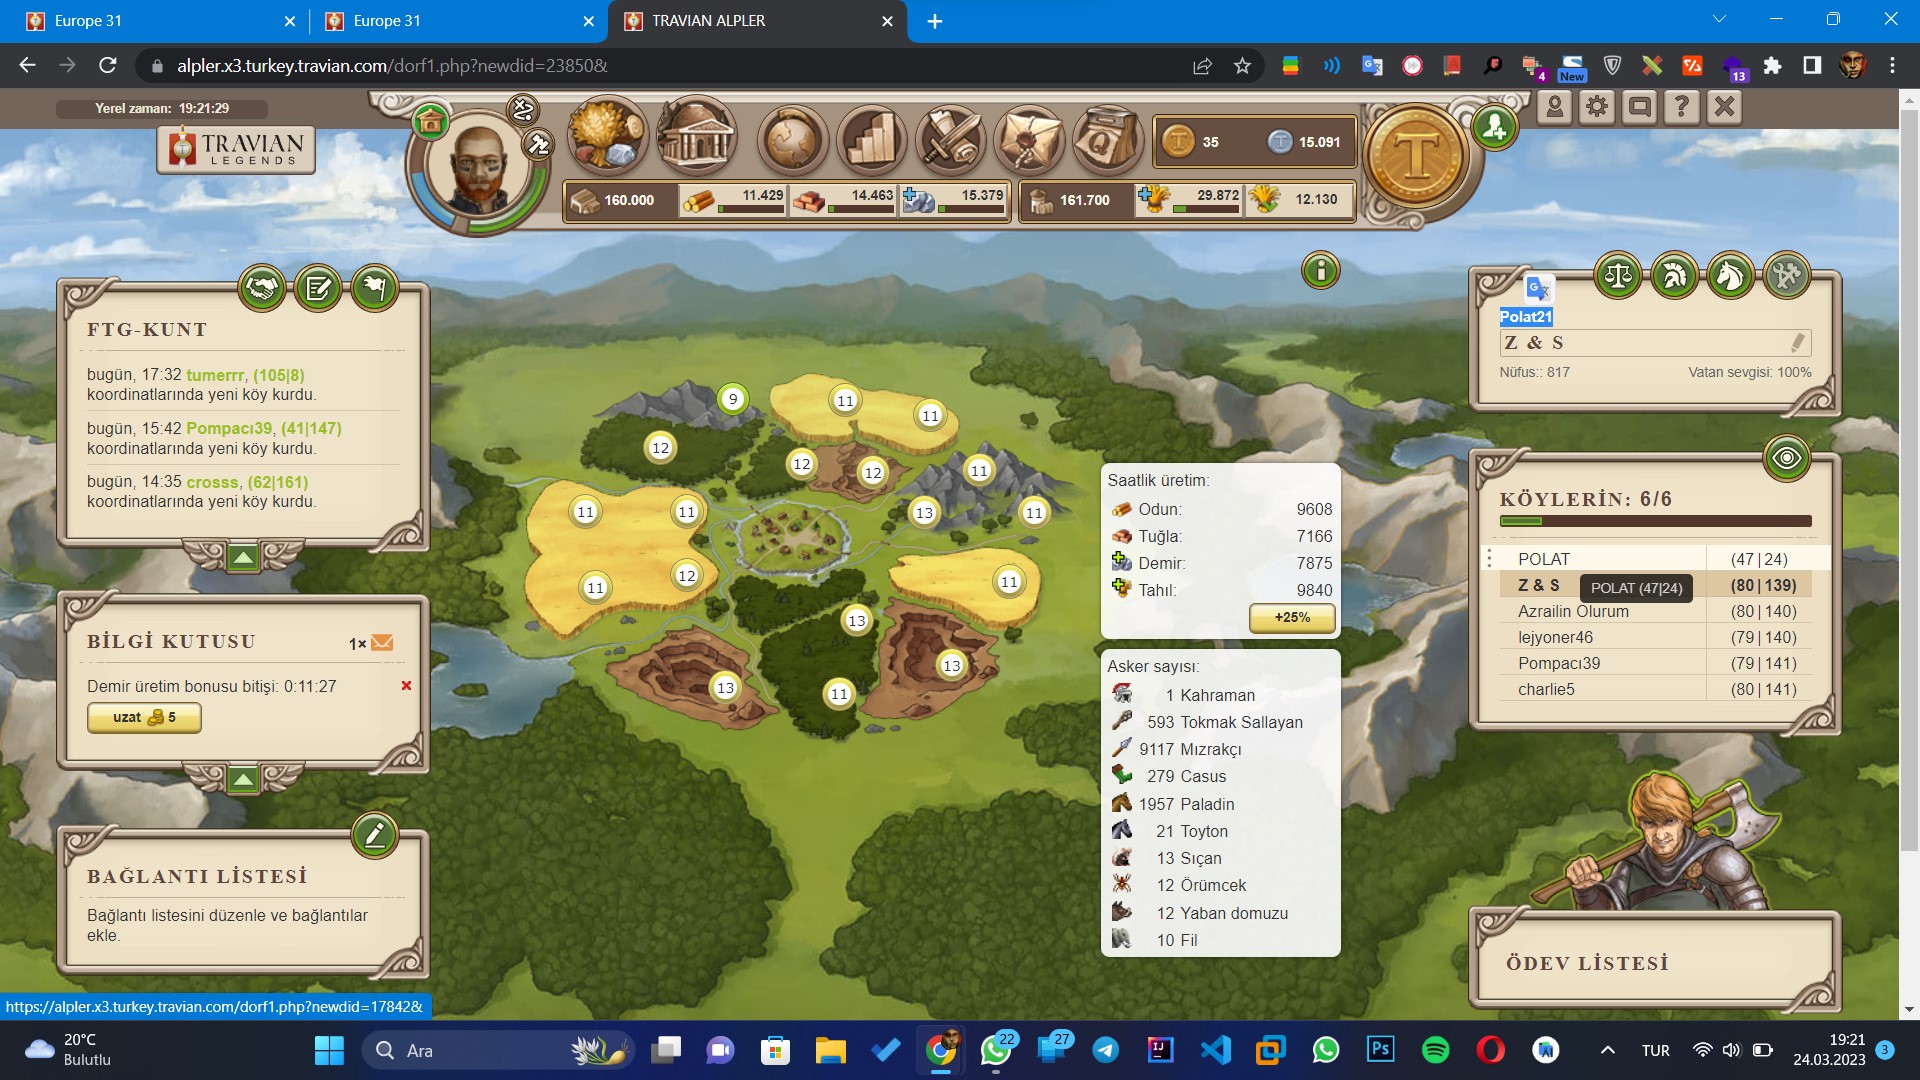 Europe 31
Europe 31
TRAVIAN ALPLER
alpler.x3.turkey.travian.com/dorf1.php?newdid=23850&
4
New
13
Yerel zaman: 19:21:29
TRAVIAN
LEGENDS
35
15.091
160.000
11.429
14.463
15.379
161.700
29.872
12.130
FTG-KUNT
bugün, 17:32 tumerrr, (105|8)
koordinatlarında yeni köy kurdu.
bugün, 15:42 Pompacı39, (41|147)
koordinatlarında yeni köy kurdu.
bugün, 14:35 crosss, (62|161)
koordinatlarında yeni köy kurdu.
BİLGİ KUTUSU
1×
Demir üretim bonusu bitişi: 0:11:27
uzat 5
BAĞLANTI LİSTESİ
Bağlantı listesini düzenle ve bağlantılar
ekle.
9
11
11
12
12
12
11
11
11
13
11
11
12
11
11
13
13
13
11
Saatlik üretim:
Odun: 9608
Tuğla: 7166
Demir: 7875
Tahıl: 9840
+25%
Asker sayısı:
1 Kahraman
593 Tokmak Sallayan
9117 Mızrakçı
279 Casus
1957 Paladin
21 Toyton
13 Sıçan
12 Örümcek
12 Yaban domuzu
10 Fil
Polat21
Z & S
Nüfus:: 817
Vatan sevgisi: 100%
KÖYLERİN: 6/6
POLAT (47|24)
Z & S (80|139)
POLAT (47|24)
Azrailin Olurum (80|140)
lejyoner46 (79|140)
Pompacı39 (79|141)
charlie5 (80|141)
ÖDEV LİSTESİ
https://alpler.x3.turkey.travian.com/dorf1.php?newdid=17842&
20°C
Bulutlu
Ara
22
27
Ps
TUR
19:21
24.03.2023
3